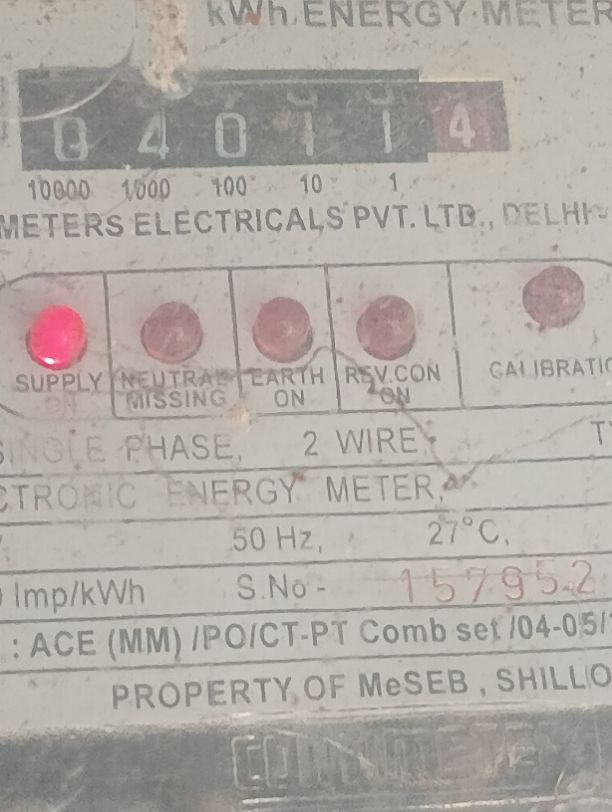 kWh. ENERGY METER
0 4 0 1 1 4
10000 1000 100 10 1
METERS ELECTRICALS PVT. LTD., DELHI-
SUPPLY NEUTRAL MISSING EARTH ON REV.CON ON CALIBRATIO
SINGLE PHASE, 2 WIRE, T
CTRONIC ENERGY METER,
50 Hz, 27°C,
Imp/kWh S.No - 157952
: ACE (MM) /PO/CT-PT Comb set /04-05/
PROPERTY OF MeSEB , SHILLO